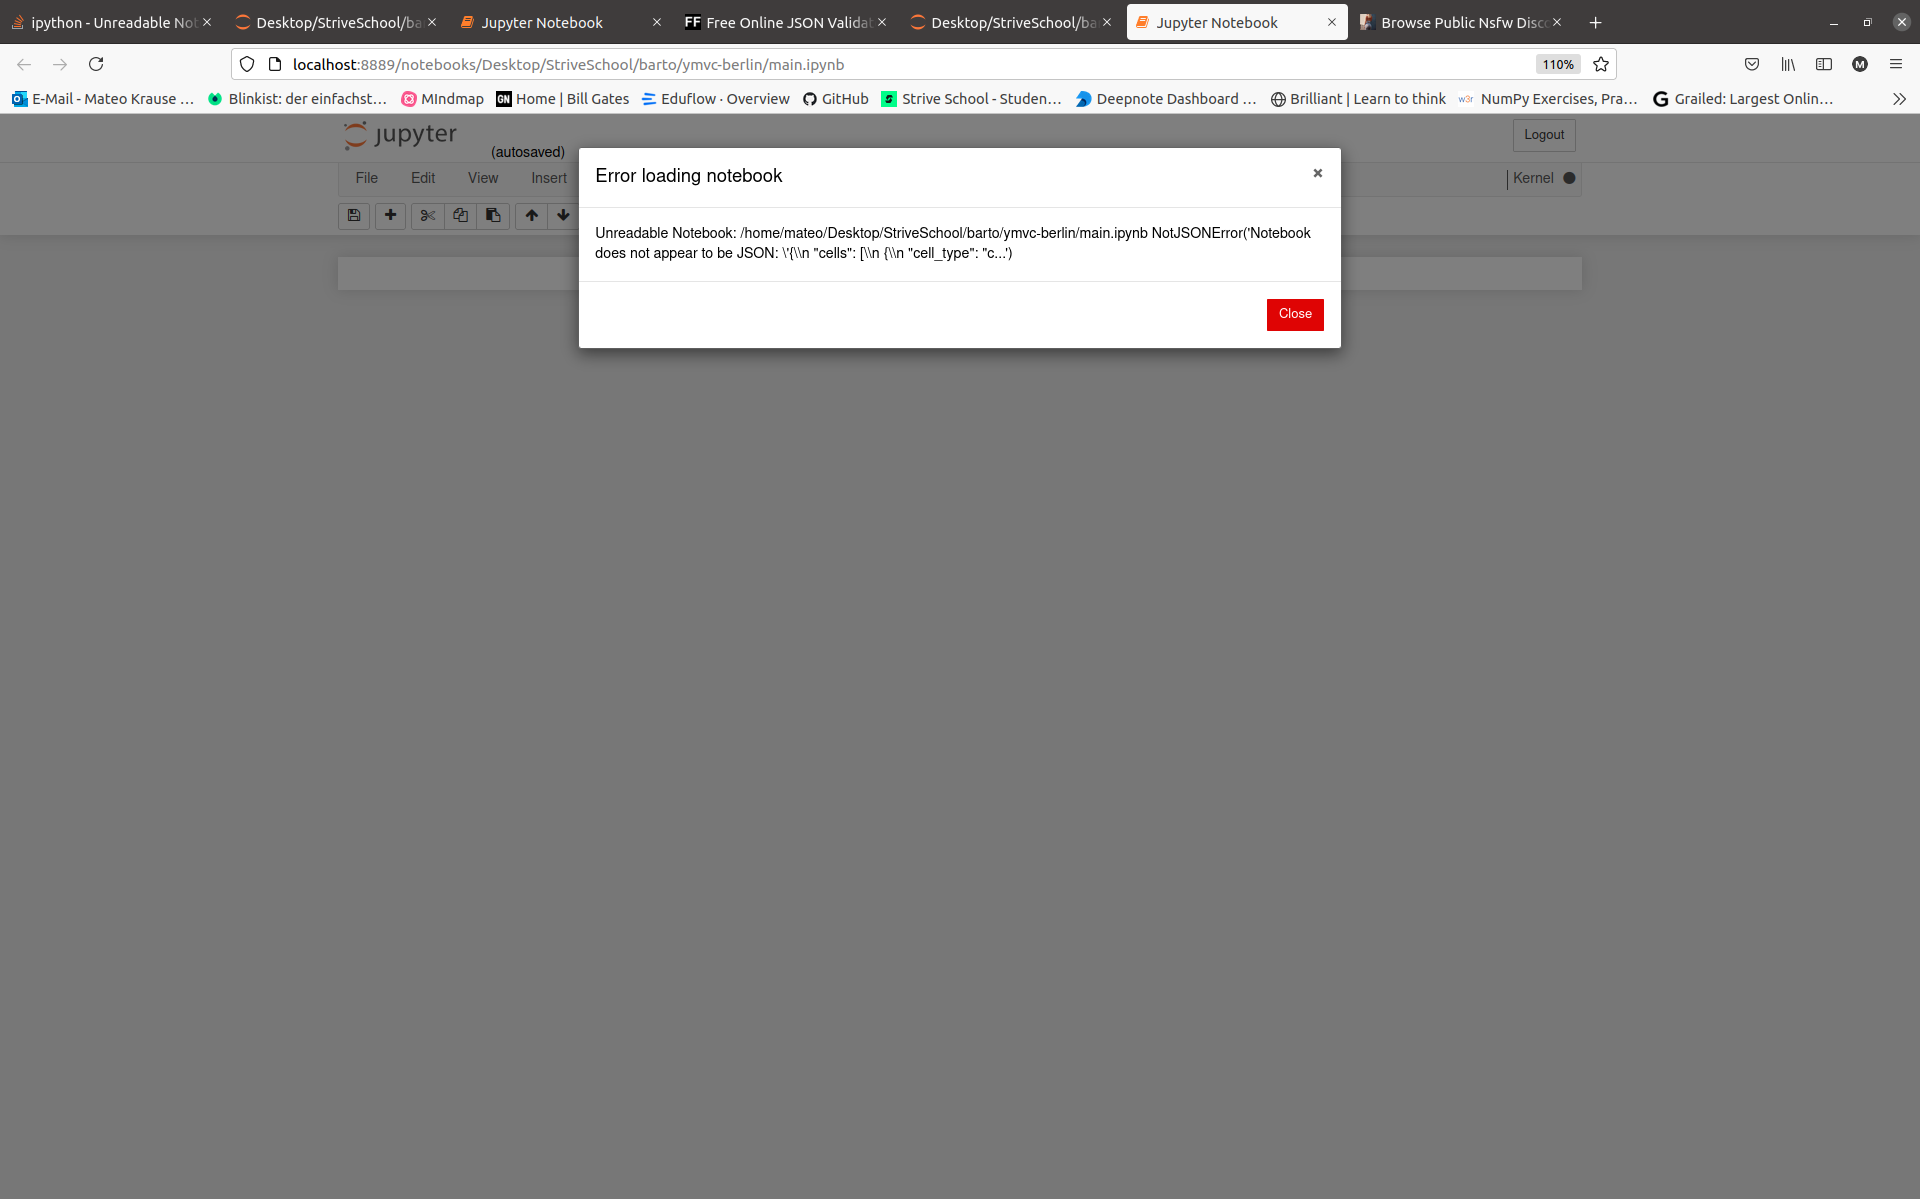 ipython - Unreadable Not
Desktop/StriveSchool/ba
Jupyter Notebook
FF Free Online JSON Validat
Desktop/StriveSchool/ba
Jupyter Notebook
Browse Public Nsfw Disco
localhost:8889/notebooks/Desktop/StriveSchool/barto/ymvc-berlin/main.ipynb
110%
M
E-Mail - Mateo Krause …
Blinkist: der einfachst…
MIndmap
GN Home | Bill Gates
Eduflow · Overview
GitHub
S Strive School - Studen…
Deepnote Dashboard …
Brilliant | Learn to think
w3r NumPy Exercises, Pra…
G Grailed: Largest Onlin…
jupyter
(autosaved)
Logout
File Edit View Insert
Kernel
Error loading notebook
Unreadable Notebook: /home/mateo/Desktop/StriveSchool/barto/ymvc-berlin/main.ipynb NotJSONError('Notebook
does not appear to be JSON: \'{\\n "cells": [\\n {\\n "cell_type": "c...')
Close